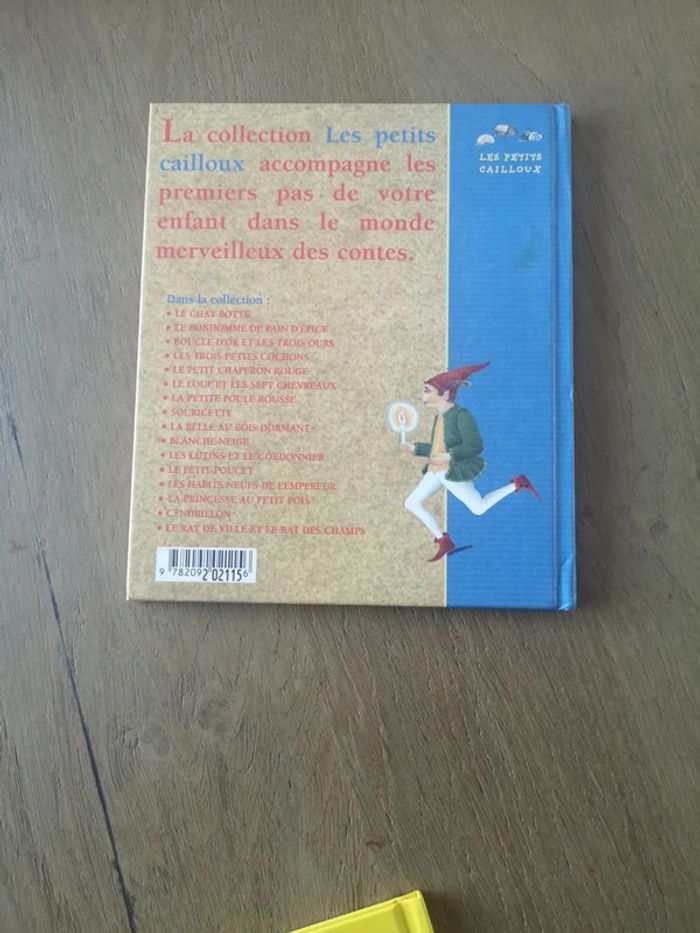 La collection Les petits
cailloux accompagne les
premiers pas de votre
enfant dans le monde
merveilleux des contes.
LES PETITS
CAILLOUX
Dans la collection :
• LE CHAT BOTTÉ
• LE BONHOMME DE PAIN D'ÉPICE
• BOUCLE D'OR ET LES TROIS OURS
• LES TROIS PETITS COCHONS
• LE PETIT CHAPERON ROUGE
• LE LOUP ET LES SEPT CHEVREAUX
• LA PETITE POULE ROUSSE
• SOURICETTE
• LA BELLE AU BOIS DORMANT
• BLANCHE-NEIGE
• LES LUTINS ET LE CORDONNIER
• LE PETIT POUCET
• LES HABITS NEUFS DE L'EMPEREUR
• LA PRINCESSE AU PETIT POIS
• CENDRILLON
• LE RAT DE VILLE ET LE RAT DES CHAMPS
9 782092 021156